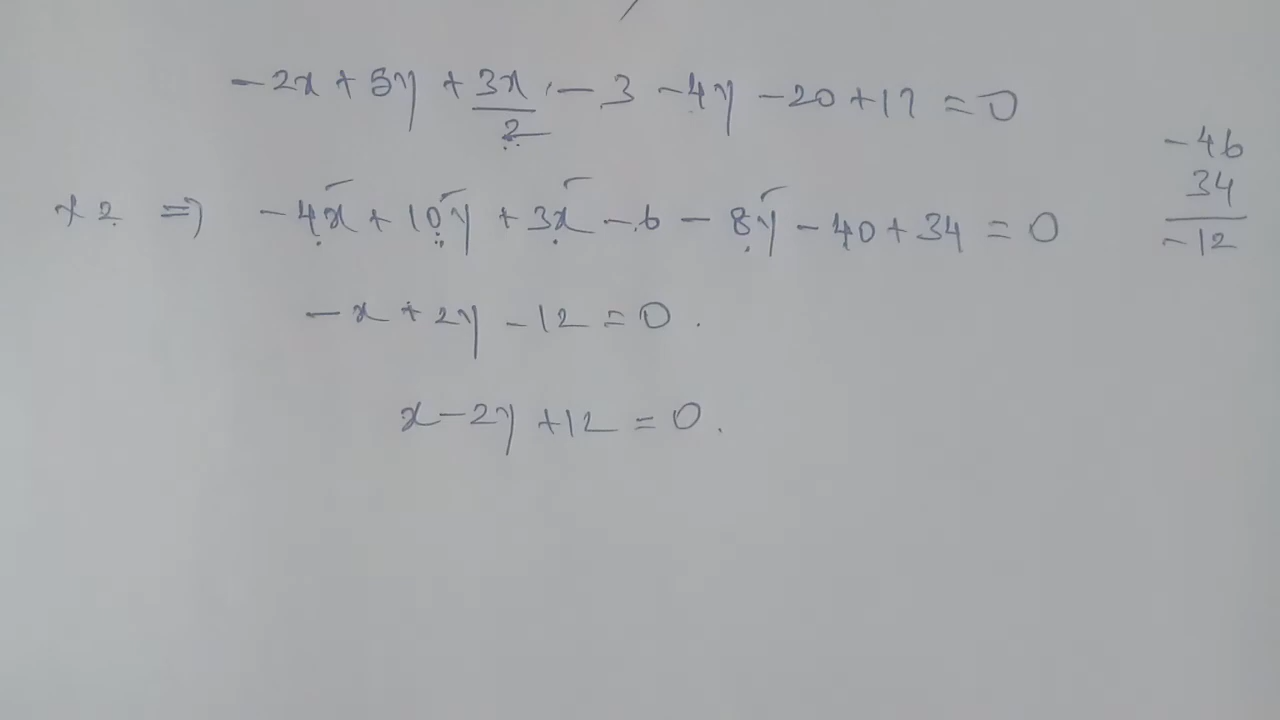 -2x + 5y + 3x/2 - 3 - 4y - 20 + 17 = 0
× 2 ⇒ -4x + 10y + 3x - 6 - 8y - 40 + 34 = 0
-46
34
-12
-x + 2y - 12 = 0.
x - 2y + 12 = 0.